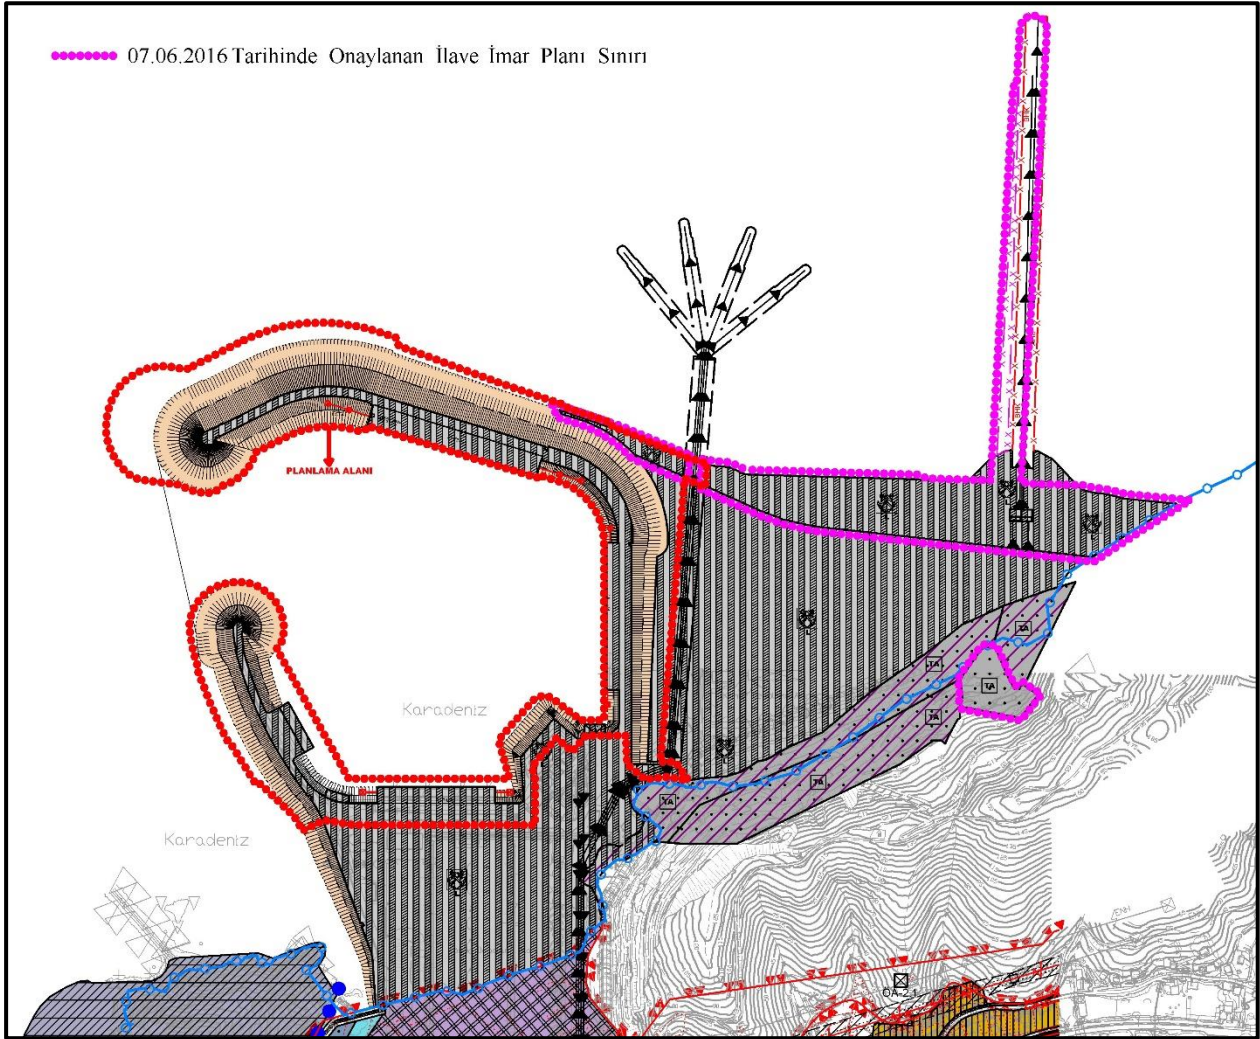 07.06.2016 Tarihinde Onaylanan İlave İmar Planı Sınırı
PLANLAMA ALANI
TA
TA
TA
TA
TA
TA
Karadeniz
Karadeniz
OA-2.1
ENH